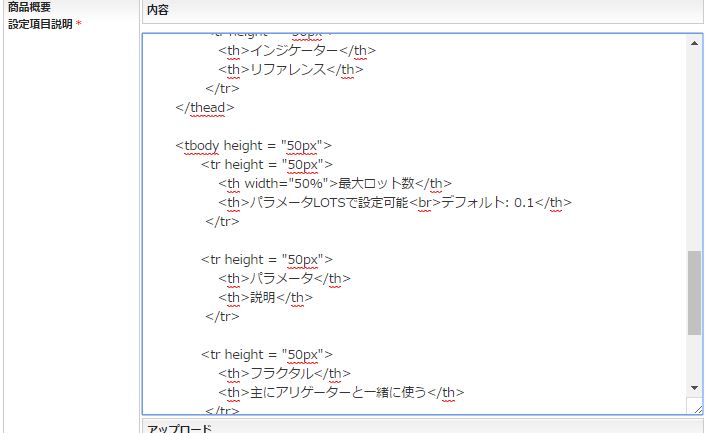 商品概要
内容
設定項目説明 *
<tr height = "50px">
<th>インジケーター</th>
<th>リファレンス</th>
</tr>
</thead>
<tbody height = "50px">
<tr height = "50px">
<th width="50%">最大ロット数</th>
<th>パラメータLOTSで設定可能<br>デフォルト: 0.1</th>
</tr>
<tr height = "50px">
<th>パラメータ</th>
<th>説明</th>
</tr>
<tr height = "50px">
<th>フラクタル</th>
<th>主にアリゲーターと一緒に使う</th>
</tr>
アップロード